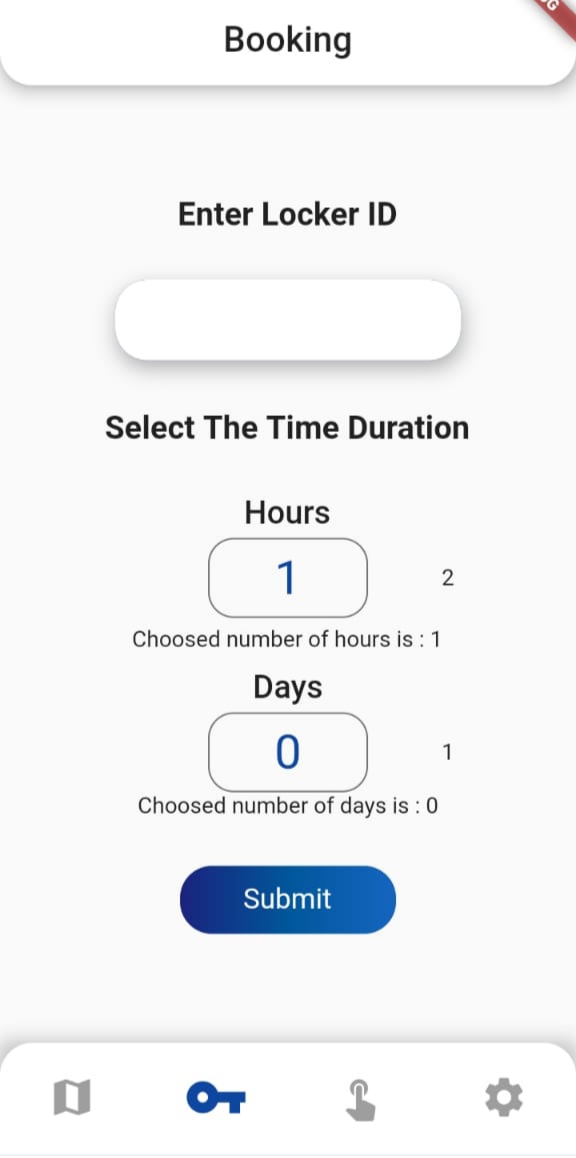 Booking
Enter Locker ID
Select The Time Duration
Hours
1 2
Choosed number of hours is : 1
Days
0 1
Choosed number of days is : 0
Submit